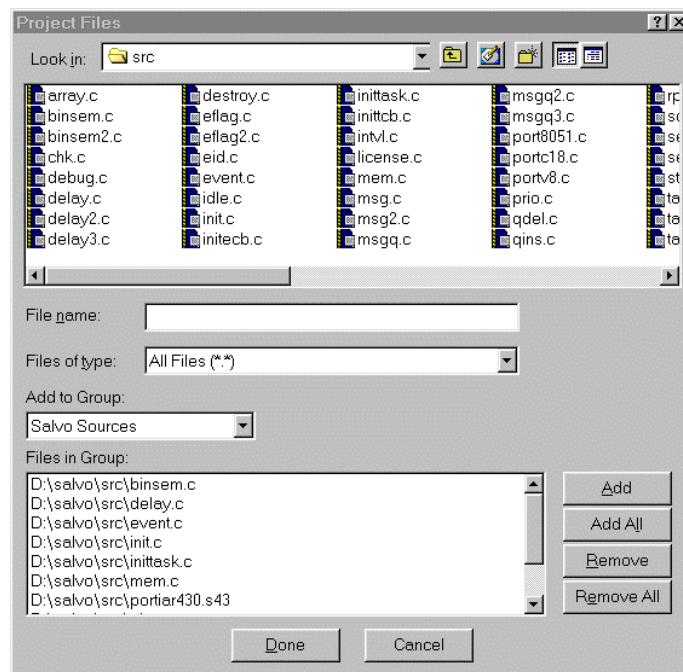 Project Files
Look in: src
array.c destroy.c inittask.c msgq2.c
binsem.c eflag.c inittcb.c msgq3.c
binsem2.c eflag2.c intvl.c port8051.c
chk.c eid.c license.c portc18.c
debug.c event.c mem.c portv8.c
delay.c idle.c msg.c prio.c
delay2.c init.c msg2.c qdel.c
delay3.c initecb.c msgq.c qins.c
File name:
Files of type: All Files (*.*)
Add to Group:
Salvo Sources
Files in Group:
D:\salvo\src\binsem.c
D:\salvo\src\delay.c
D:\salvo\src\event.c
D:\salvo\src\init.c
D:\salvo\src\inittask.c
D:\salvo\src\mem.c
D:\salvo\src\portiar430.s43
Add
Add All
Remove
Remove All
Done Cancel